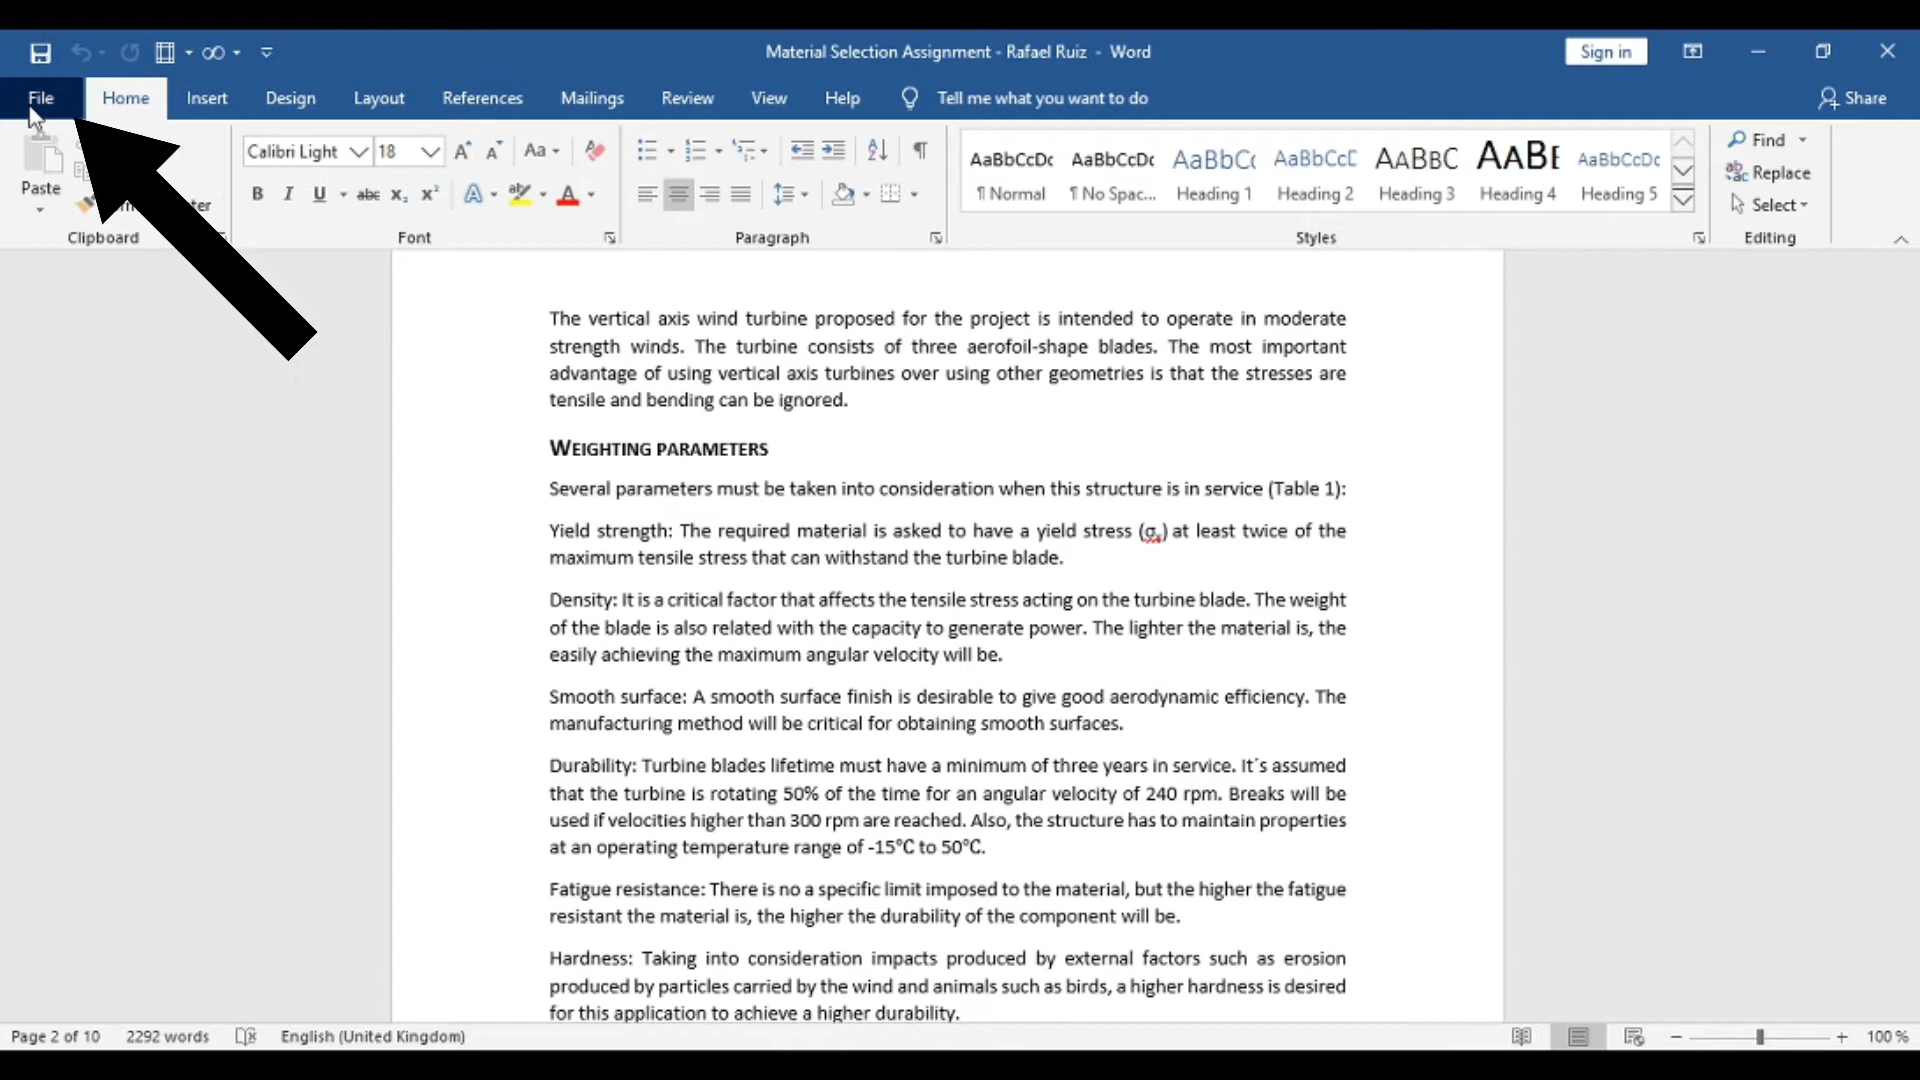 Material Selection Assignment - Rafael Ruiz - Word
Sign in
File Home Insert Design Layout References Mailings Review View Help Tell me what you want to do Share
Calibri Light 18 Aa
AaBbCcDc AaBbCcDc AaBbCc AaBbCcD AABBC AABE AaBbCcDc
Find
Replace
Select
Paste
B I U abc x₂ x² A ab A
¶ Normal ¶ No Spac... Heading 1 Heading 2 Heading 3 Heading 4 Heading 5
Clipboard Font Paragraph Styles Editing
The vertical axis wind turbine proposed for the project is intended to operate in moderate
strength winds. The turbine consists of three aerofoil-shape blades. The most important
advantage of using vertical axis turbines over using other geometries is that the stresses are
tensile and bending can be ignored.
WEIGHTING PARAMETERS
Several parameters must be taken into consideration when this structure is in service (Table 1):
Yield strength: The required material is asked to have a yield stress (σ) at least twice of the
maximum tensile stress that can withstand the turbine blade.
Density: It is a critical factor that affects the tensile stress acting on the turbine blade. The weight
of the blade is also related with the capacity to generate power. The lighter the material is, the
easily achieving the maximum angular velocity will be.
Smooth surface: A smooth surface finish is desirable to give good aerodynamic efficiency. The
manufacturing method will be critical for obtaining smooth surfaces.
Durability: Turbine blades lifetime must have a minimum of three years in service. It´s assumed
that the turbine is rotating 50% of the time for an angular velocity of 240 rpm. Breaks will be
used if velocities higher than 300 rpm are reached. Also, the structure has to maintain properties
at an operating temperature range of -15°C to 50°C.
Fatigue resistance: There is no a specific limit imposed to the material, but the higher the fatigue
resistant the material is, the higher the durability of the component will be.
Hardness: Taking into consideration impacts produced by external factors such as erosion
produced by particles carried by the wind and animals such as birds, a higher hardness is desired
for this application to achieve a higher durability.
Page 2 of 10 2292 words English (United Kingdom) 100 %